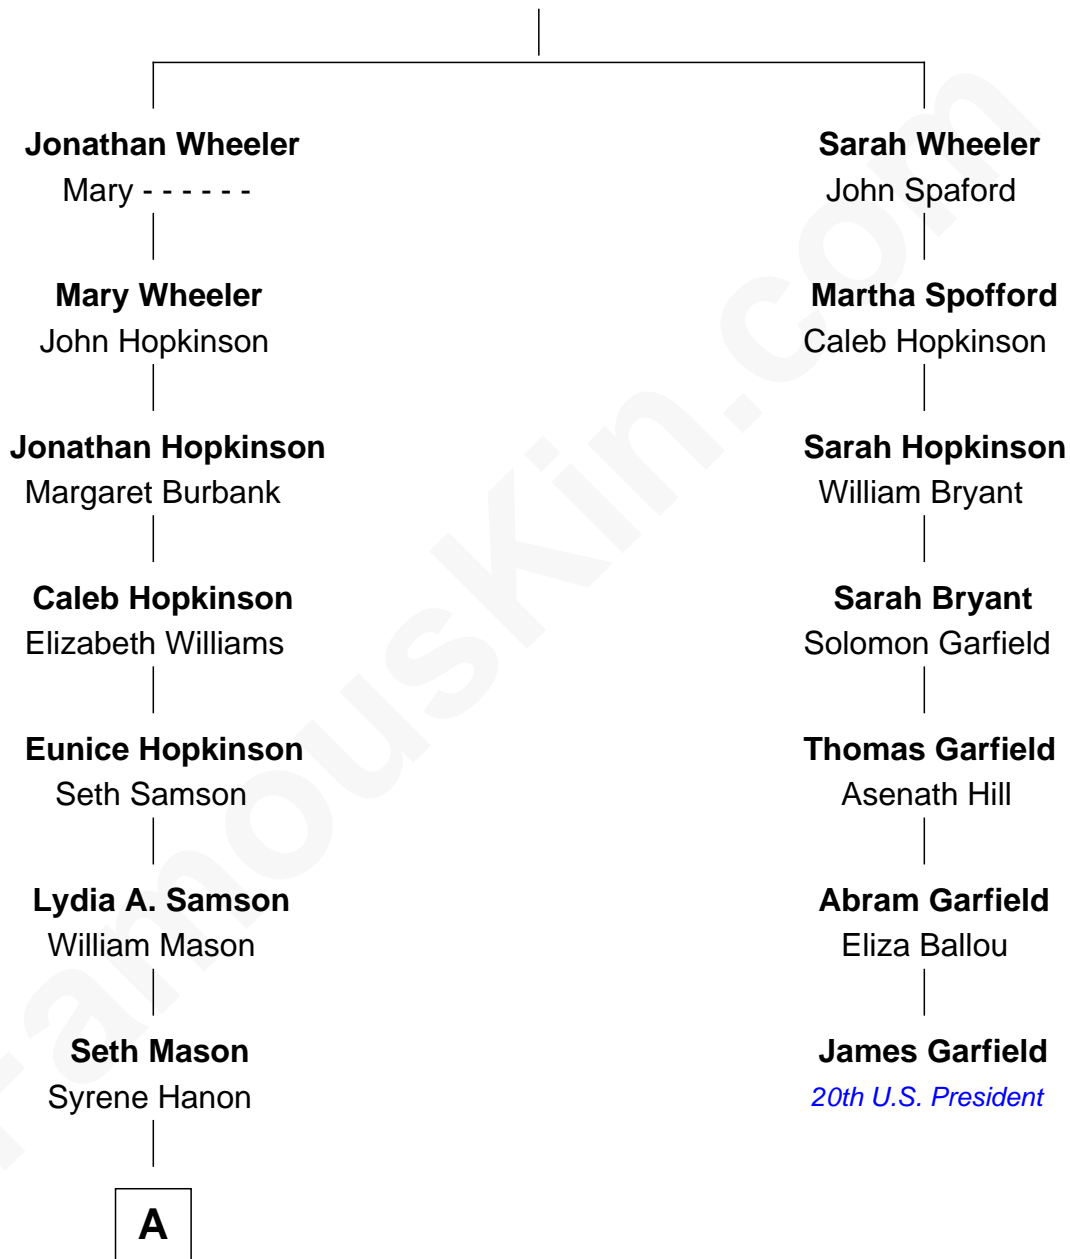 Jonathan Wheeler
Mary - - - - - -
Mary Wheeler
John Hopkinson
Jonathan Hopkinson
Margaret Burbank
Caleb Hopkinson
Elizabeth Williams
Eunice Hopkinson
Seth Samson
Lydia A. Samson
William Mason
Seth Mason
Syrene Hanon
A
Sarah Wheeler
John Spaford
Martha Spofford
Caleb Hopkinson
Sarah Hopkinson
William Bryant
Sarah Bryant
Solomon Garfield
Thomas Garfield
Asenath Hill
Abram Garfield
Eliza Ballou
James Garfield
20th U.S. President
FamousKin.com